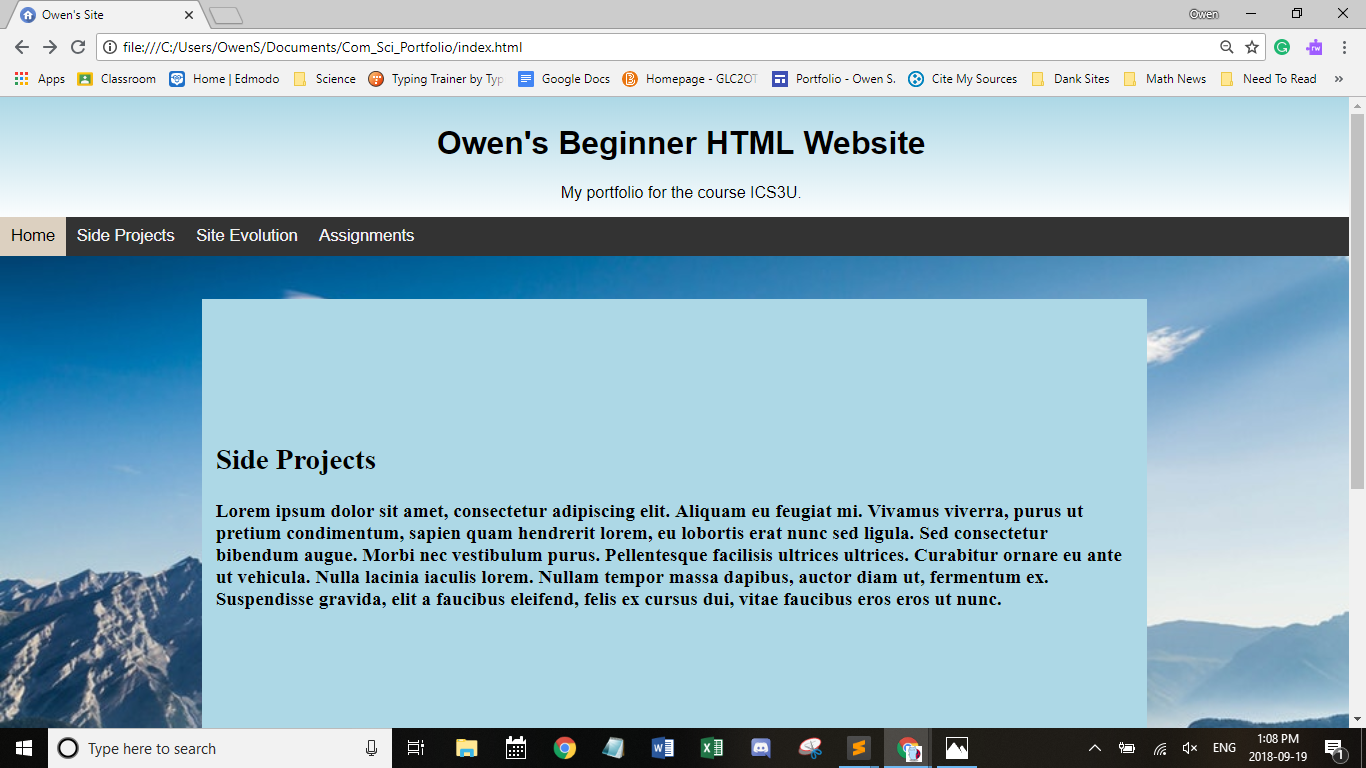 Owen's Site
Owen
file:///C:/Users/OwenS/Documents/Com_Sci_Portfolio/index.html
rw
Apps Classroom Home | Edmodo Science Typing Trainer by Typ Google Docs Homepage - GLC2OT Portfolio - Owen S. Cite My Sources Dank Sites Math News Need To Read »
Owen's Beginner HTML Website
My portfolio for the course ICS3U.
Home Side Projects Site Evolution Assignments
Side Projects
Lorem ipsum dolor sit amet, consectetur adipiscing elit. Aliquam eu feugiat mi. Vivamus viverra, purus ut
pretium condimentum, sapien quam hendrerit lorem, eu lobortis erat nunc sed ligula. Sed consectetur
bibendum augue. Morbi nec vestibulum purus. Pellentesque facilisis ultrices ultrices. Curabitur ornare eu ante
ut vehicula. Nulla lacinia iaculis lorem. Nullam tempor massa dapibus, auctor diam ut, fermentum ex.
Suspendisse gravida, elit a faucibus eleifend, felis ex cursus dui, vitae faucibus eros eros ut nunc.
Type here to search
ENG
1:08 PM
2018-09-19
1